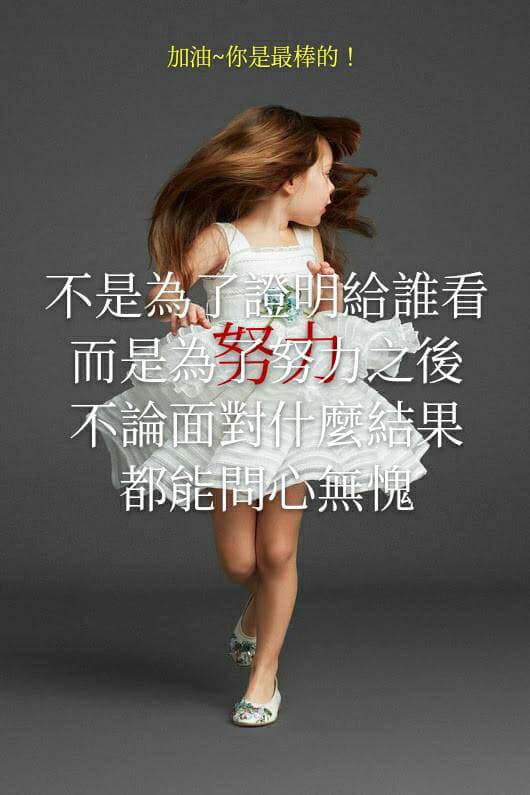 加油~你是最棒的！
不是為了證明給誰看
努力
而是為了努力之後
不論面對什麼結果
都能問心無愧